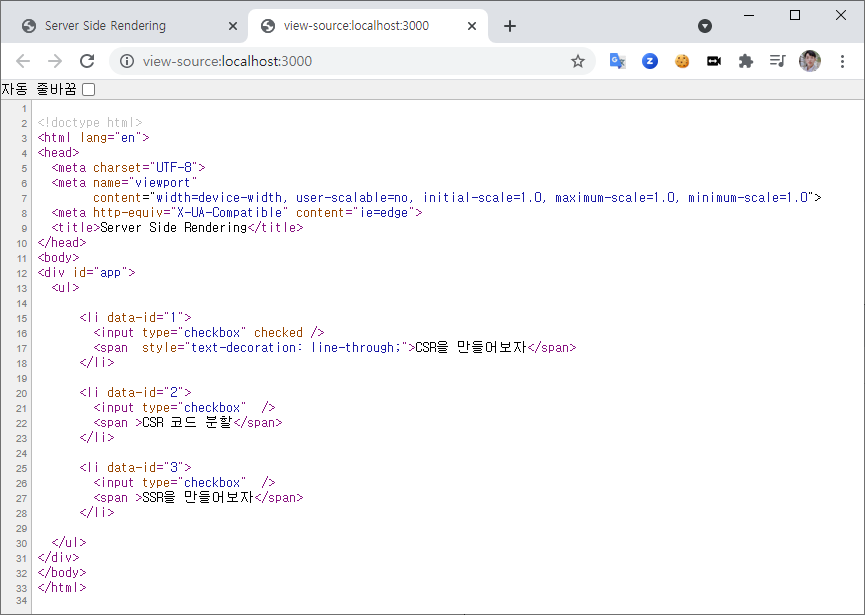 Server Side Rendering
view-source:localhost:3000
view-source:localhost:3000
자동 줄바꿈
1
2 <!doctype html>
3 <html lang="en">
4 <head>
5 <meta charset="UTF-8">
6 <meta name="viewport"
7 content="width=device-width, user-scalable=no, initial-scale=1.0, maximum-scale=1.0, minimum-scale=1.0">
8 <meta http-equiv="X-UA-Compatible" content="ie=edge">
9 <title>Server Side Rendering</title>
10 </head>
11 <body>
12 <div id="app">
13 <ul>
14
15 <li data-id="1">
16 <input type="checkbox" checked />
17 <span  style="text-decoration: line-through;">CSR을 만들어보자</span>
18 </li>
19
20 <li data-id="2">
21 <input type="checkbox"  />
22 <span >CSR 코드 분할</span>
23 </li>
24
25 <li data-id="3">
26 <input type="checkbox"  />
27 <span >SSR을 만들어보자</span>
28 </li>
29
30 </ul>
31 </div>
32 </body>
33 </html>
34